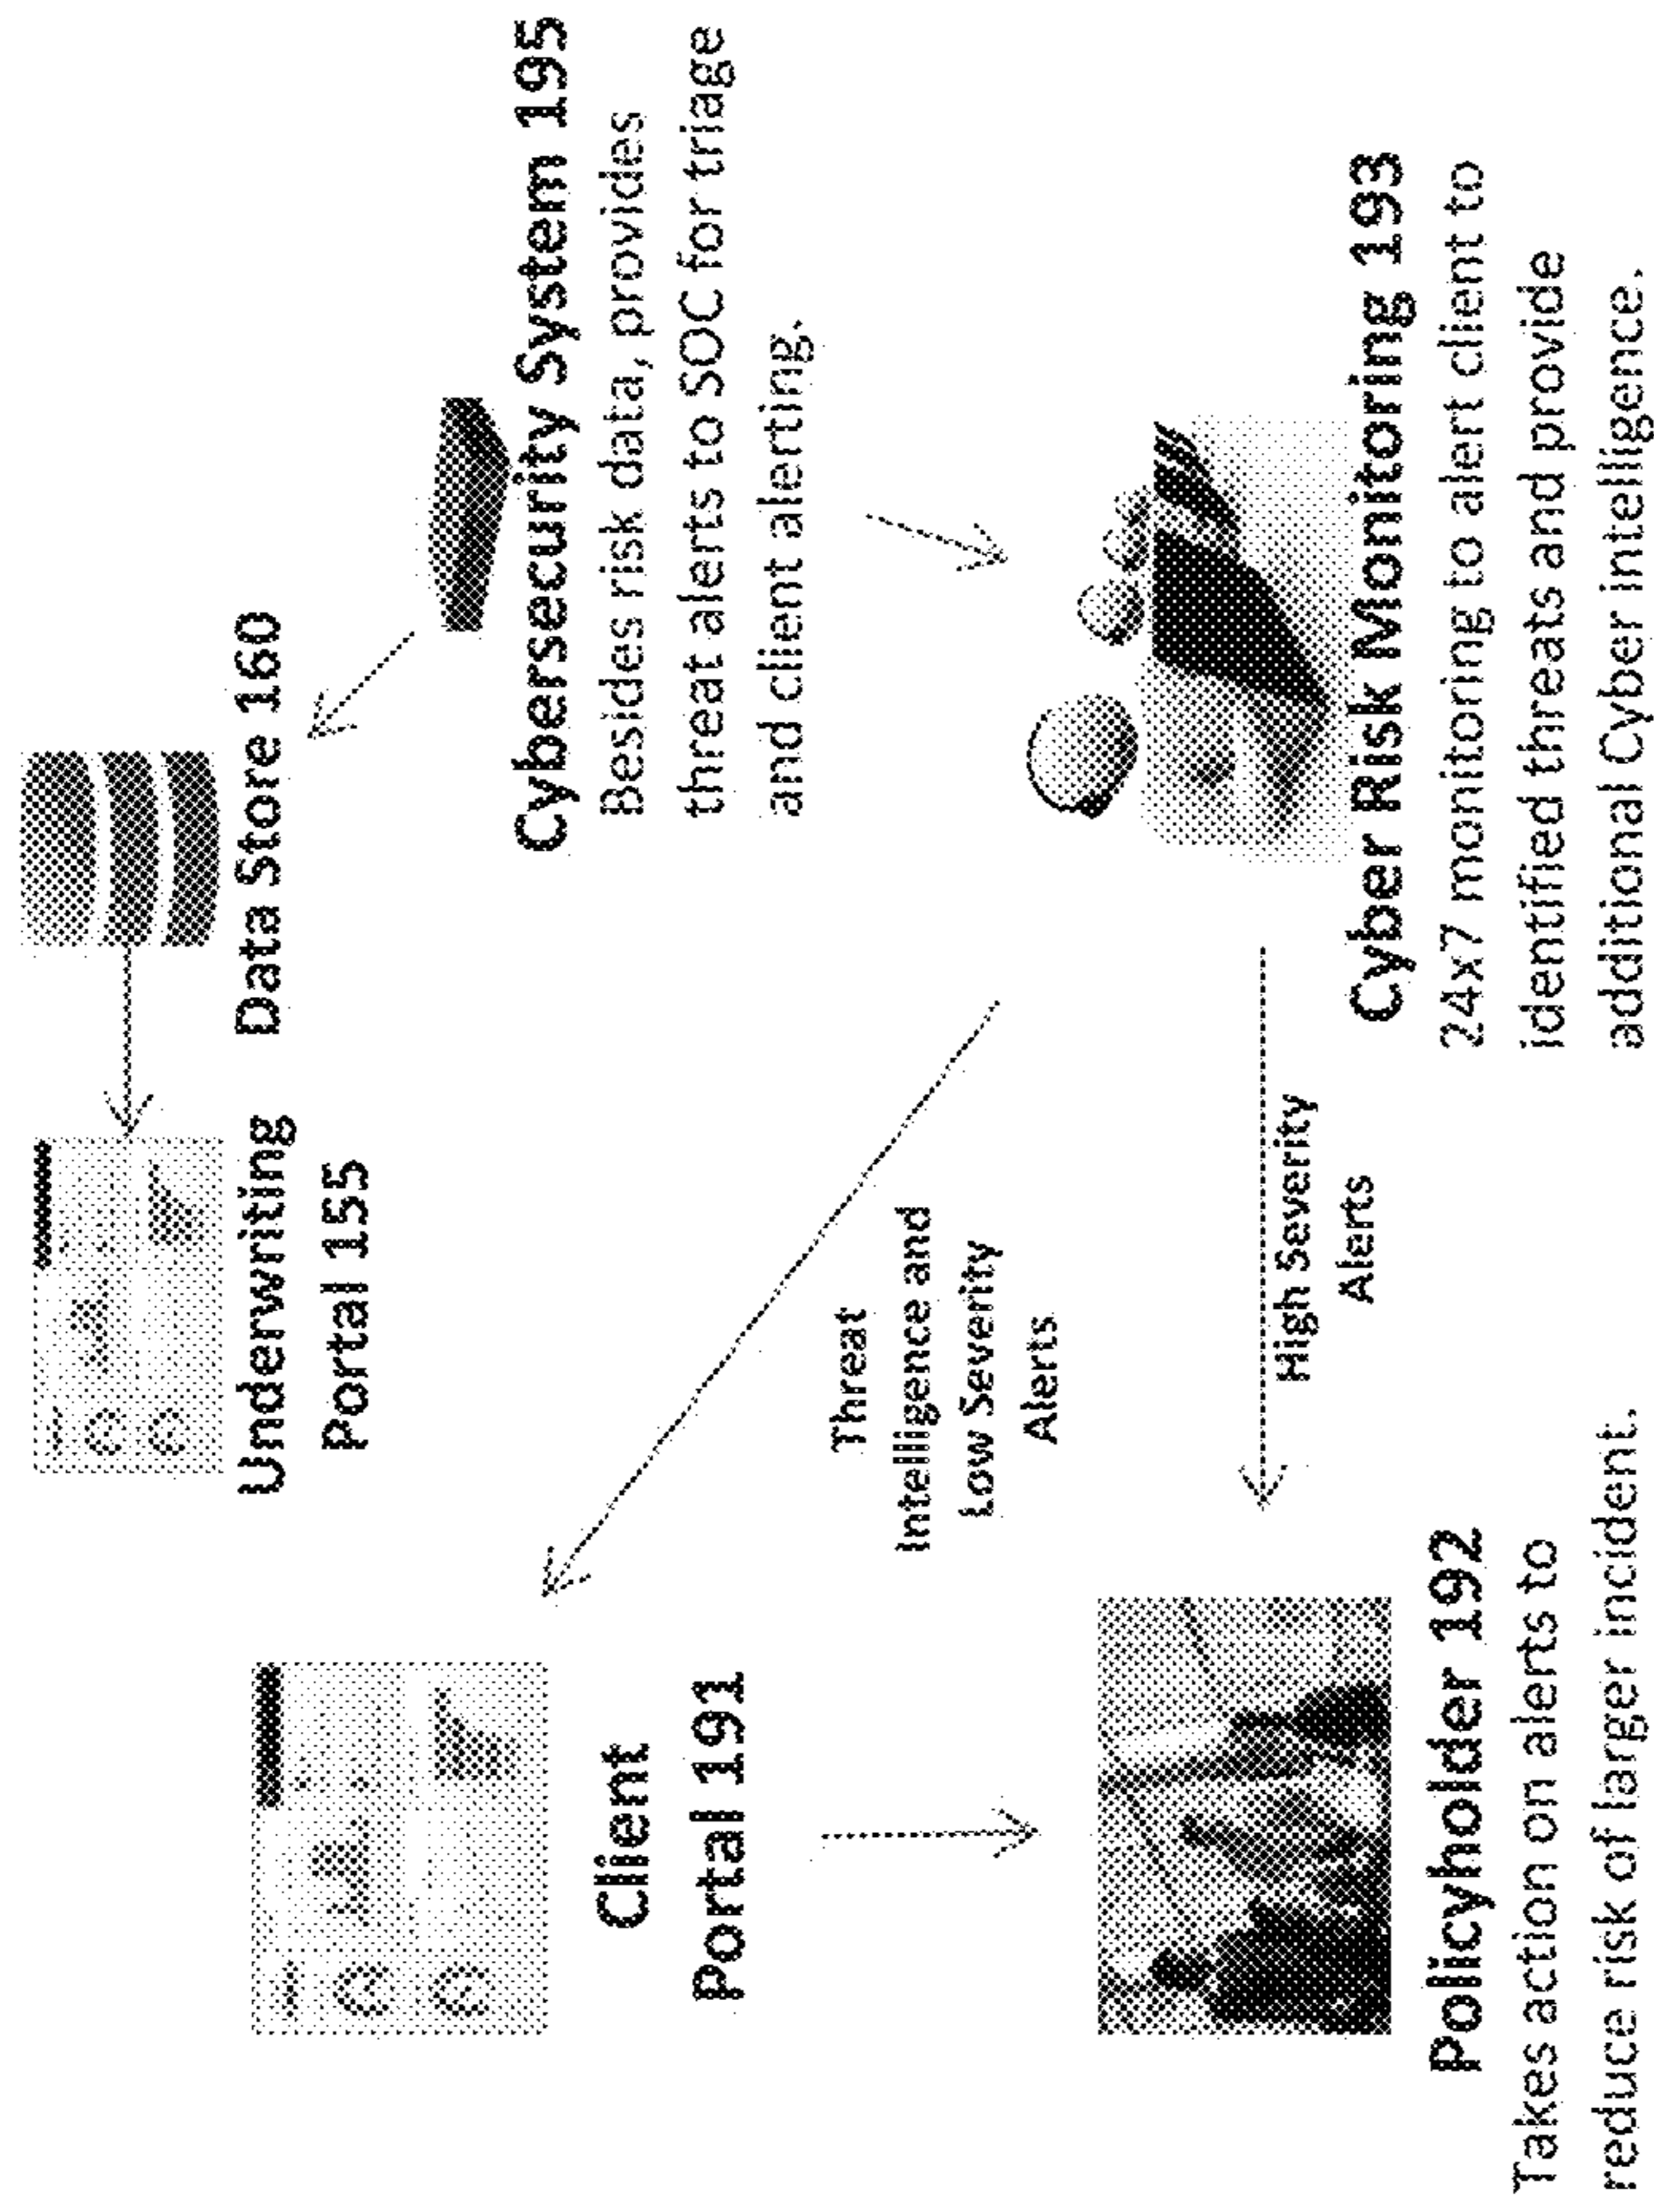 Underwriting
Portal 155
Data Store 160
Cybersecurity System 195
Besides risk data, provides
threat alerts to SOC for triage
and client alerting.
Client
Portal 191
Threat
Intelligence and
Low Severity
Alerts
High Severity
Alerts
Policyholder 192
Takes action on alerts to
reduce risk of larger incident.
Cyber Risk Monitoring 193
24x7 monitoring to alert client to
identified threats and provide
additional Cyber intelligence.